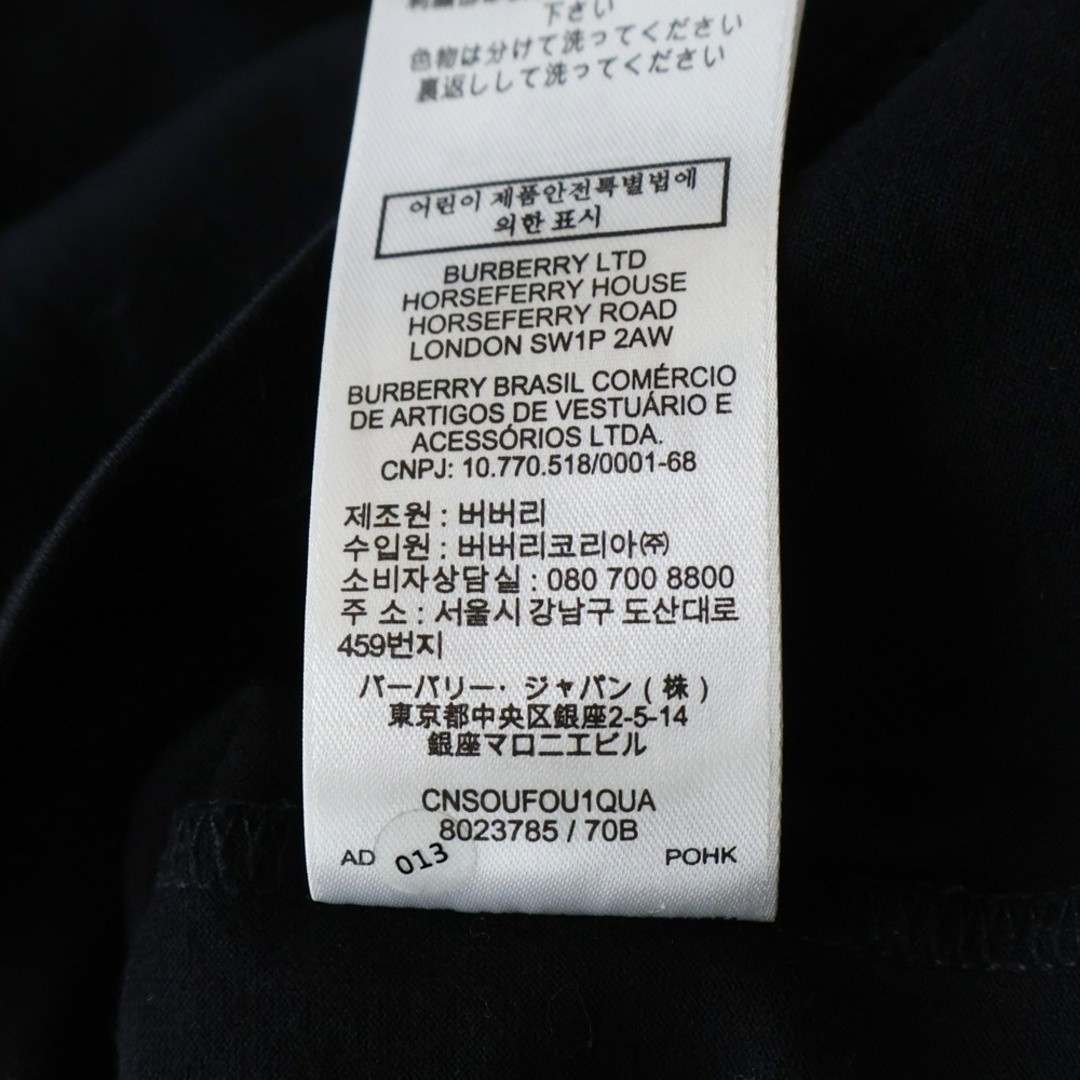 下さい
色物は分けて洗ってください
裏返しして洗ってください
어린이 제품안전특별법에
의한 표시
BURBERRY LTD
HORSEFERRY HOUSE
HORSEFERRY ROAD
LONDON SW1P 2AW
BURBERRY BRASIL COMÉRCIO
DE ARTIGOS DE VESTUÁRIO E
ACESSÓRIOS LTDA.
CNPJ: 10.770.518/0001-68
제조원 : 버버리
수입원 : 버버리코리아㈜
소비자상담실 : 080 700 8800
주 소 : 서울시 강남구 도산대로
459번지
バーバリー・ジャパン ( 株 )
東京都中央区銀座2-5-14
銀座マロニエビル
CNSOUFOU1QUA
8023785 / 70B
AD 013 POHK